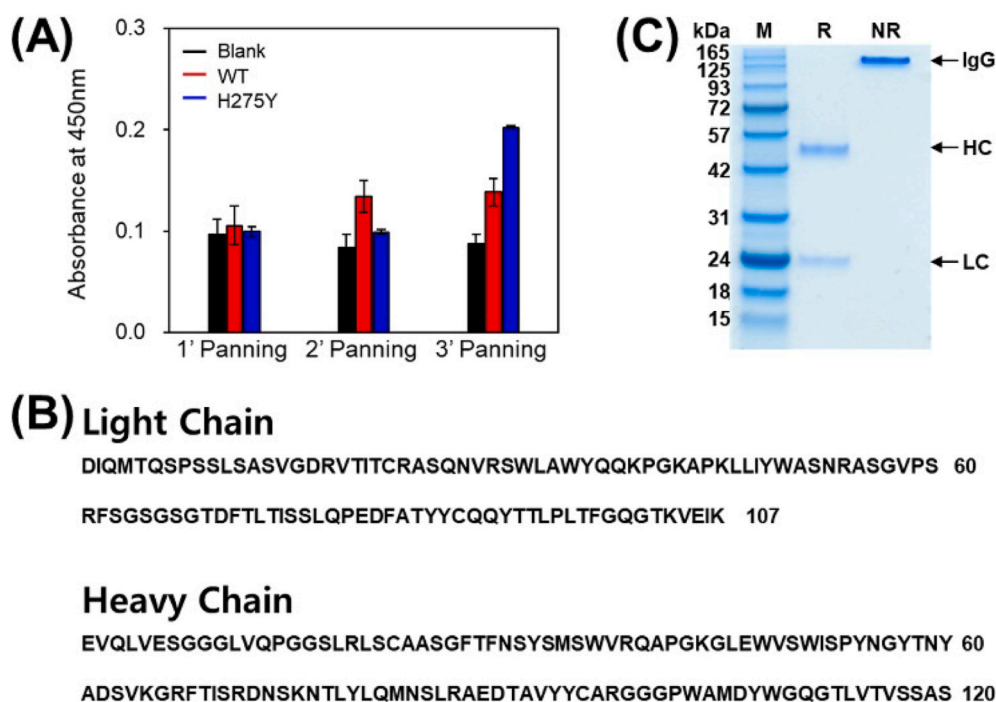 (A)
0.3
0.2
0.1
0.0
Absorbance at 450nm
Blank
WT
H275Y
1’ Panning 2’ Panning 3’ Panning
(C)
kDa M R NR
165
125
93
72
57
42
31
24
18
15
IgG
HC
LC
(B)
Light Chain
DIQMTQSPSSLSASVGDRVTITCRASQNVRSWLAWYQQKPGKAPKLLIYWASNRASGVPS 60
RFSGSGSGTDFTLTISSLQPEDFATYYCQQYTTLPLTFGQGTKVEIK 107
Heavy Chain
EVQLVESGGGLVQPGGSLRLSCAASGFTFNSYSMSWVRQAPGKGLEWVSWISPYNGYTNY 60
ADSVKGRFTISRDNSKNTLYLQMNSLRAEDTAVYYCARGGGPWAMDYWGQGTLVTVSSAS 120